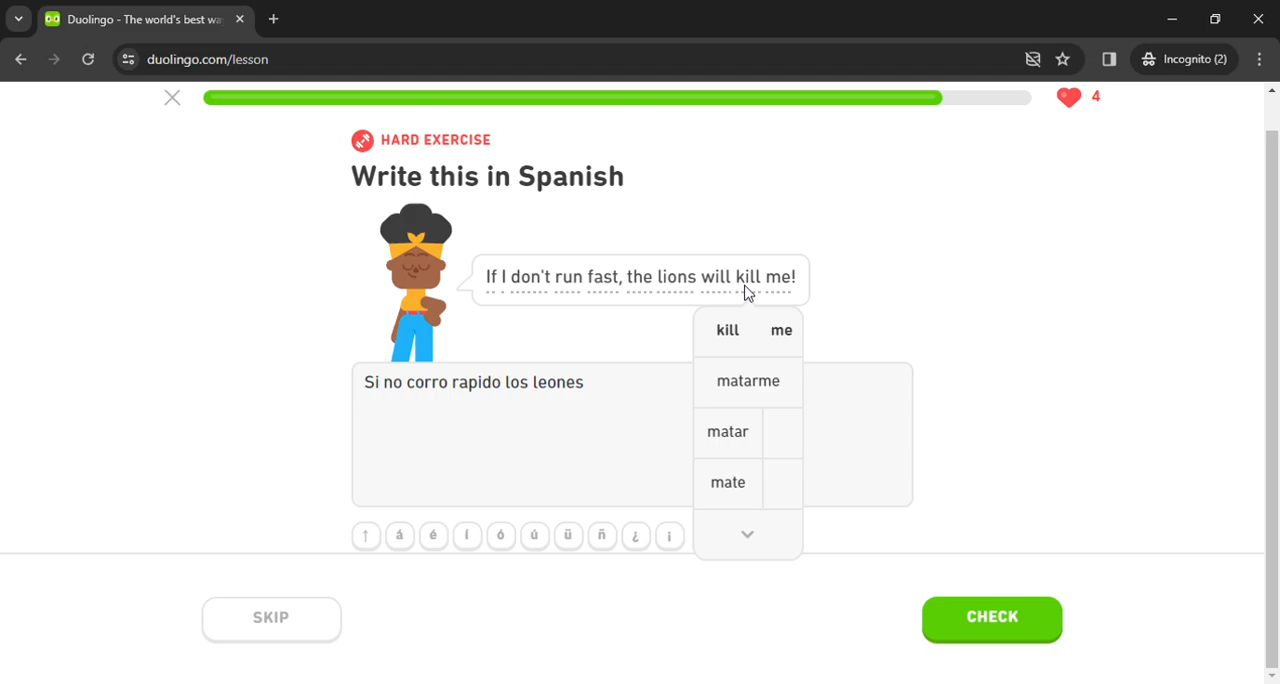 Duolingo - The world's best wa
duolingo.com/lesson
Incognito (2)
4
HARD EXERCISE
Write this in Spanish
If I don't run fast, the lions will kill me!
kill me
matarme
matar
mate
Si no corro rapido los leones
↑ á é í ó ú ü ñ ¿ ¡
SKIP
CHECK